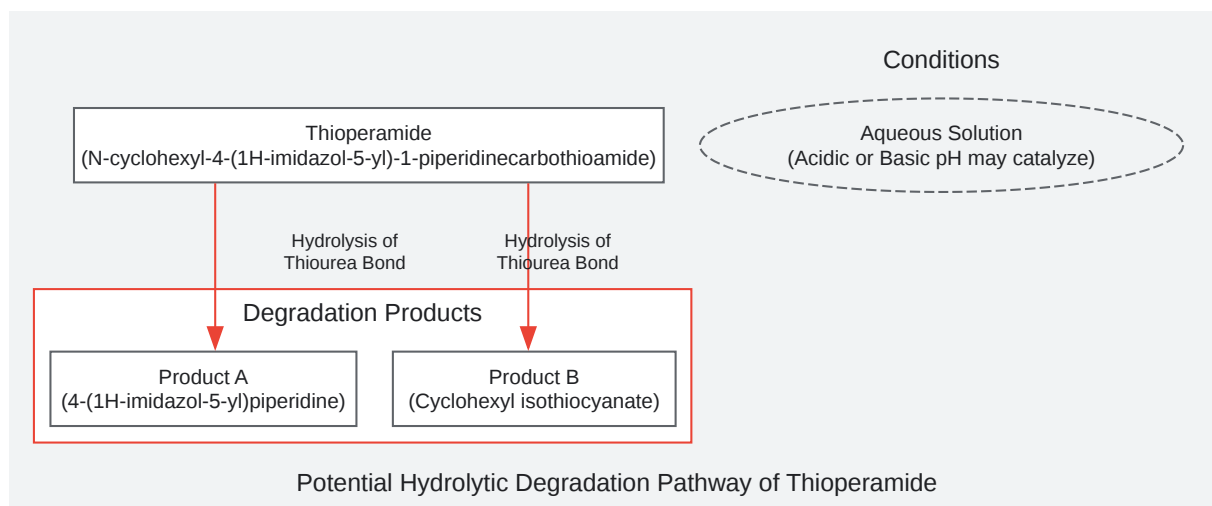 Conditions
Thioperamide
(N-cyclohexyl-4-(1H-imidazol-5-yl)-1-piperidinecarbothioamide)
Aqueous Solution
(Acidic or Basic pH may catalyze)
Hydrolysis of
Thiourea Bond
Hydrolysis of
Thiourea Bond
Degradation Products
Product A
(4-(1H-imidazol-5-yl)piperidine)
Product B
(Cyclohexyl isothiocyanate)
Potential Hydrolytic Degradation Pathway of Thioperamide